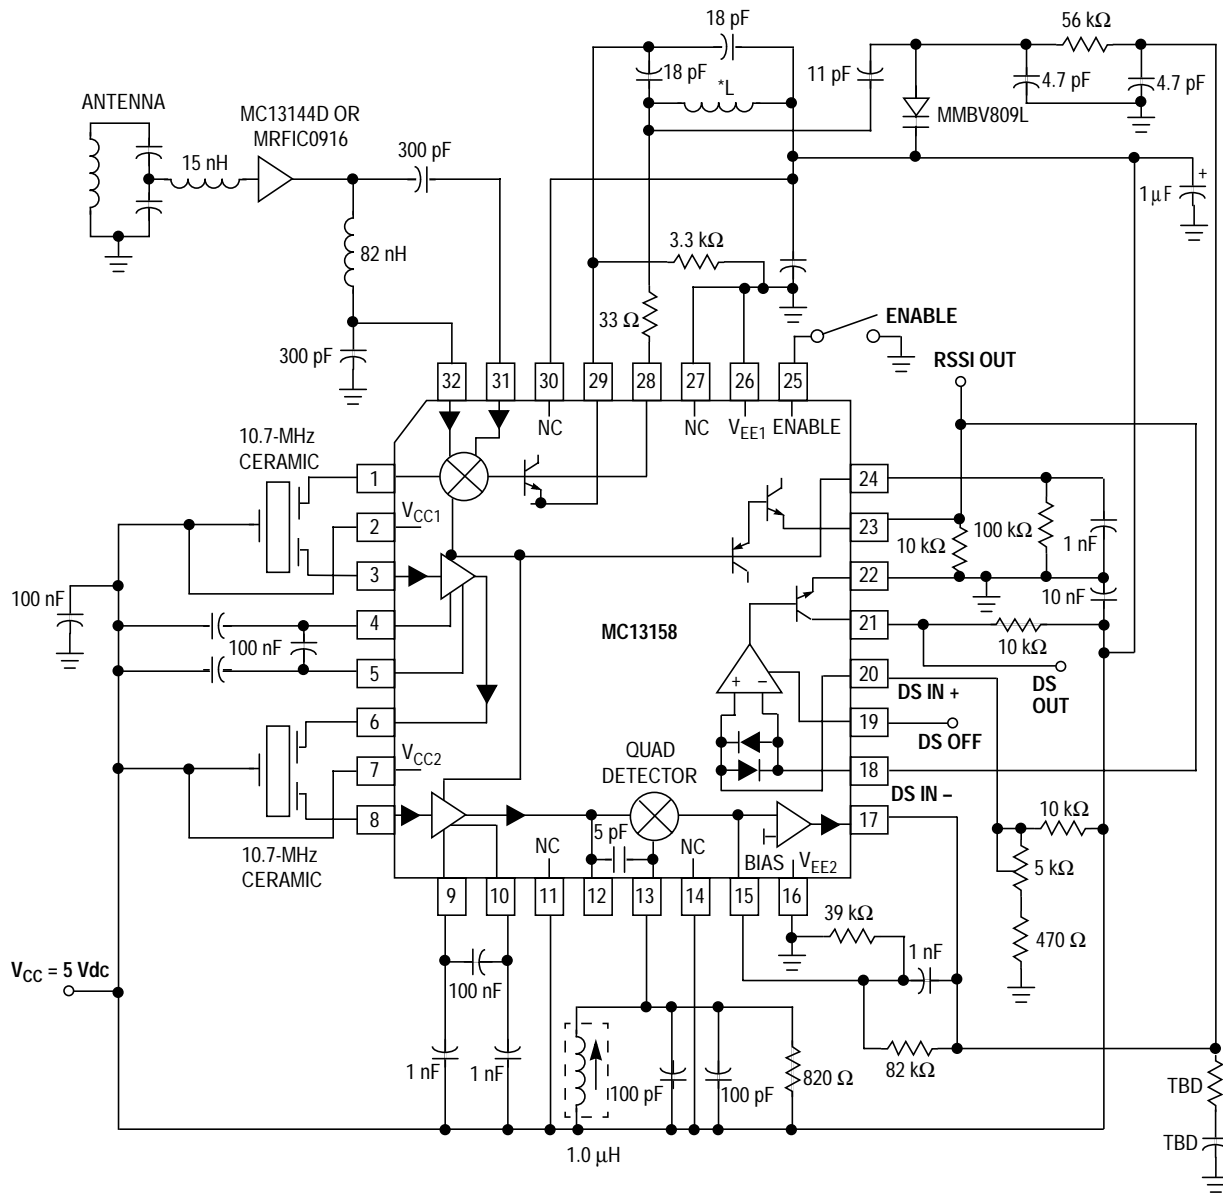 18 pF
56 kΩ
18 pF
*L
11 pF
4.7 pF
4.7 pF
MMBV809L
ANTENNA
MC13144D OR
MRFIC0916
15 nH
300 pF
+
1µF
82 nH
3.3 kΩ
33 Ω
ENABLE
300 pF
RSSI OUT
32
31
30
29
28
27
26
25
NC
NC
VEE1
ENABLE
10.7-MHz
CERAMIC
1
24
VCC1
2
23
100 kΩ
10 kΩ
1 nF
3
22
100 nF
10 nF
4
MC13158
21
100 nF
10 kΩ
5
20
DS IN +
DS
OUT
6
19
DS OFF
+
–
VCC2
7
QUAD
DETECTOR
18
DS IN –
8
17
10 kΩ
5 pF
10.7-MHz
CERAMIC
NC
NC
BIAS
VEE2
5 kΩ
9
10
11
12
13
14
15
16
39 kΩ
470 Ω
1 nF
VCC = 5 Vdc
100 nF
1 nF
1 nF
100 pF
100 pF
820 Ω
82 kΩ
TBD
1.0 µH
TBD